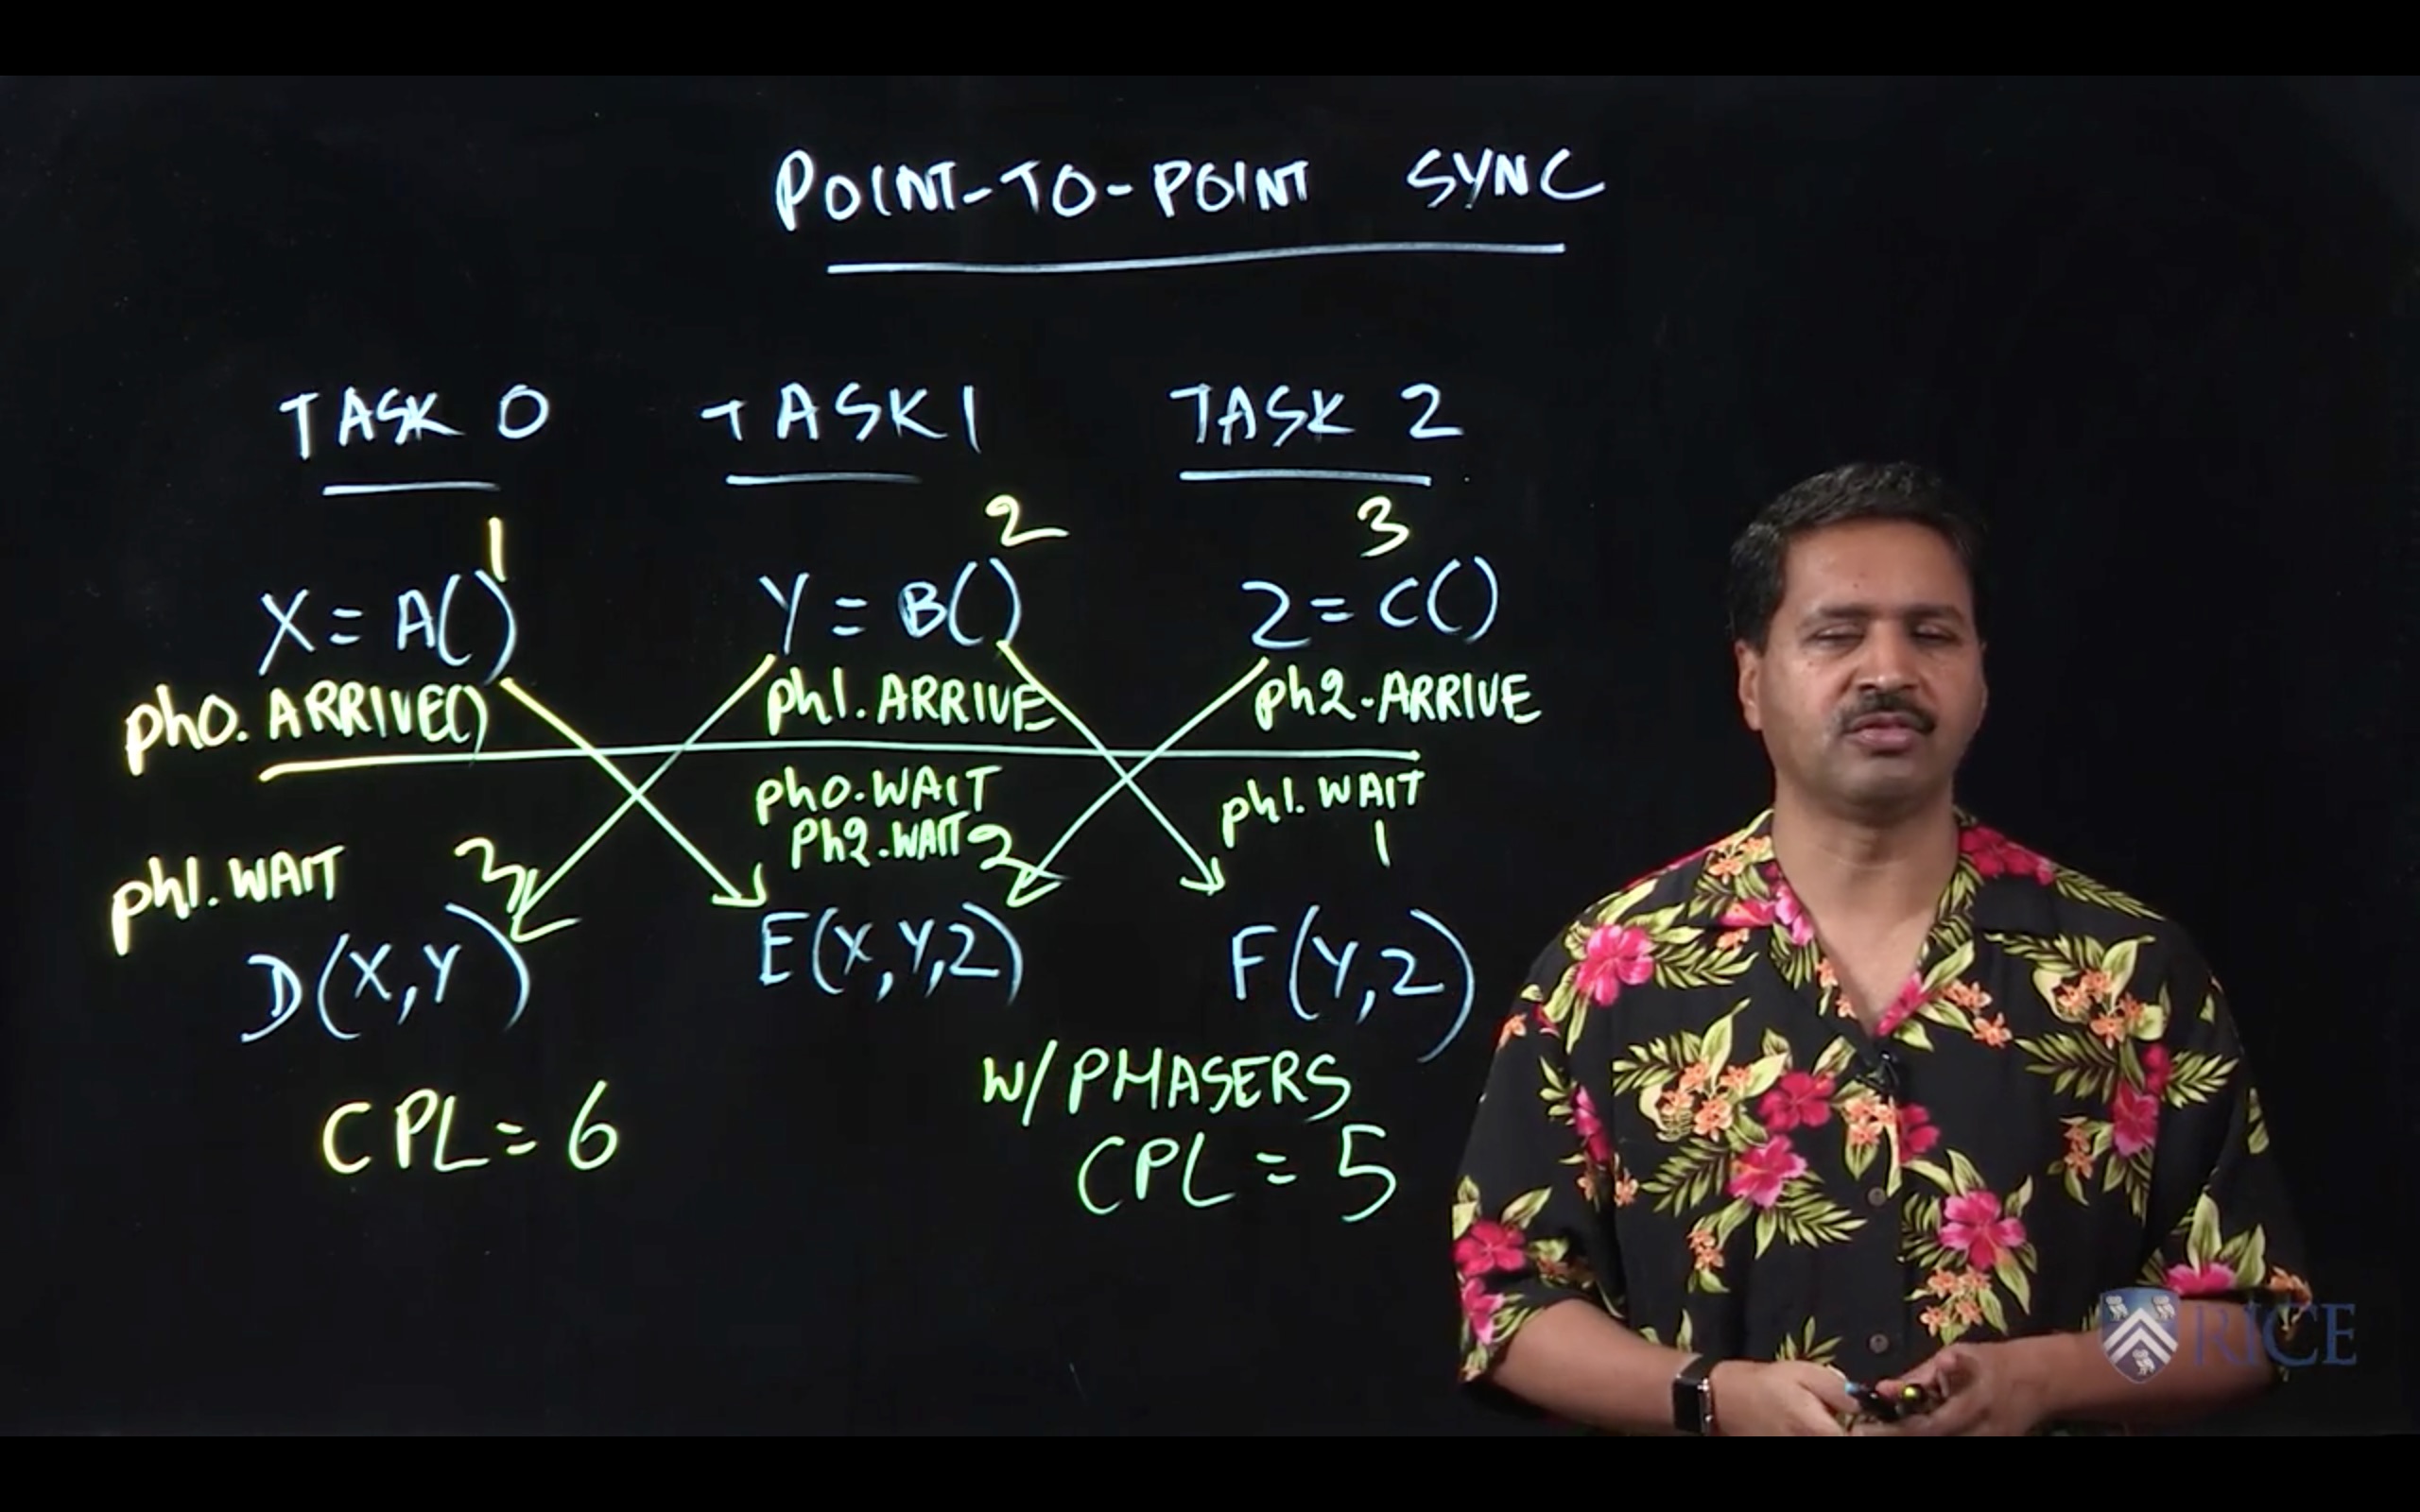 POINT-TO-POINT SYNC
TASK 0 TASK 1 TASK 2
1 2 3
X = A() Y = B() Z = C()
ph0. ARRIVE() ph1. ARRIVE ph2. ARRIVE
ph0. WAIT ph1. WAIT
ph1. WAIT 3 ph2. WAIT 2 1
D(X,Y) E(X,Y,Z) F(Y,Z)
W/ PHASERS
CPL = 6 CPL = 5
RICE